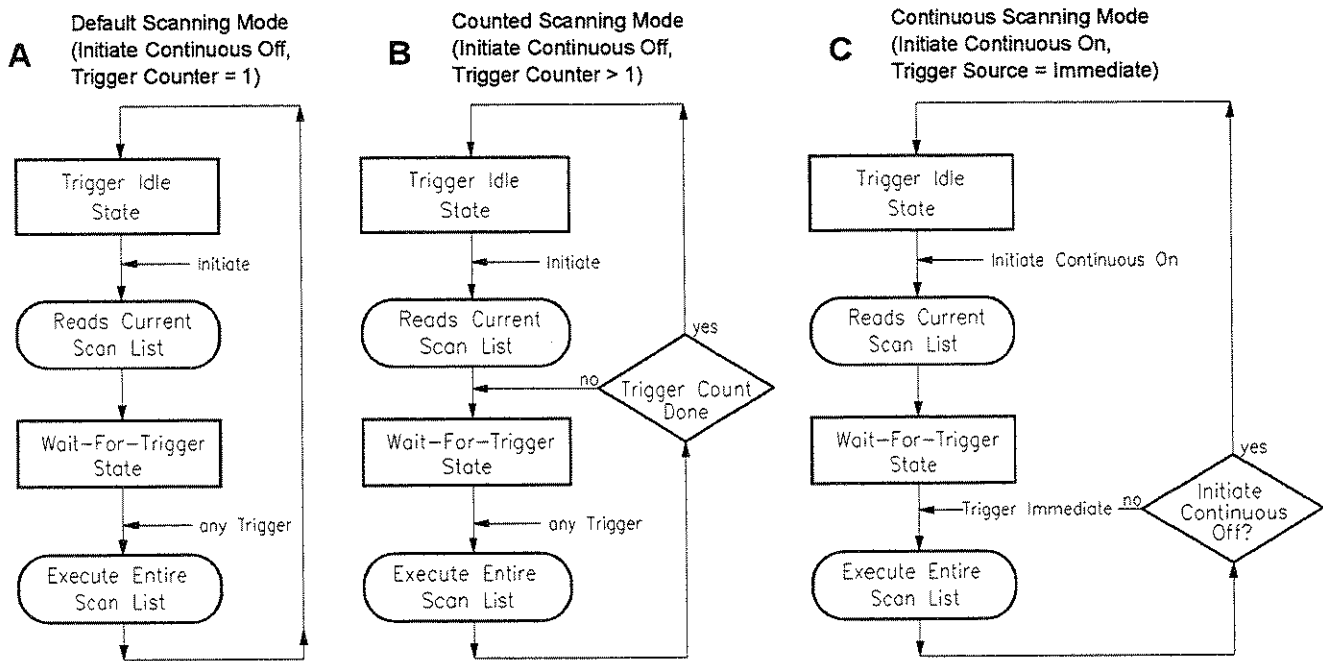 A
Default Scanning Mode
(Initiate Continuous Off,
Trigger Counter = 1)
Trigger Idle
State
Initiate
Reads Current
Scan List
Wait-For-Trigger
State
any Trigger
Execute Entire
Scan List
B
Counted Scanning Mode
(Initiate Continuous Off,
Trigger Counter > 1)
Trigger Idle
State
Initiate
Reads Current
Scan List
yes
no
Trigger Count
Done
Wait-For-Trigger
State
any Trigger
Execute Entire
Scan List
C
Continuous Scanning Mode
(Initiate Continuous On,
Trigger Source = Immediate)
Trigger Idle
State
Initiate Continuous On
Reads Current
Scan List
Wait-For-Trigger
State
yes
Trigger Immediate
no
Initiate
Continuous
Off?
Execute Entire
Scan List